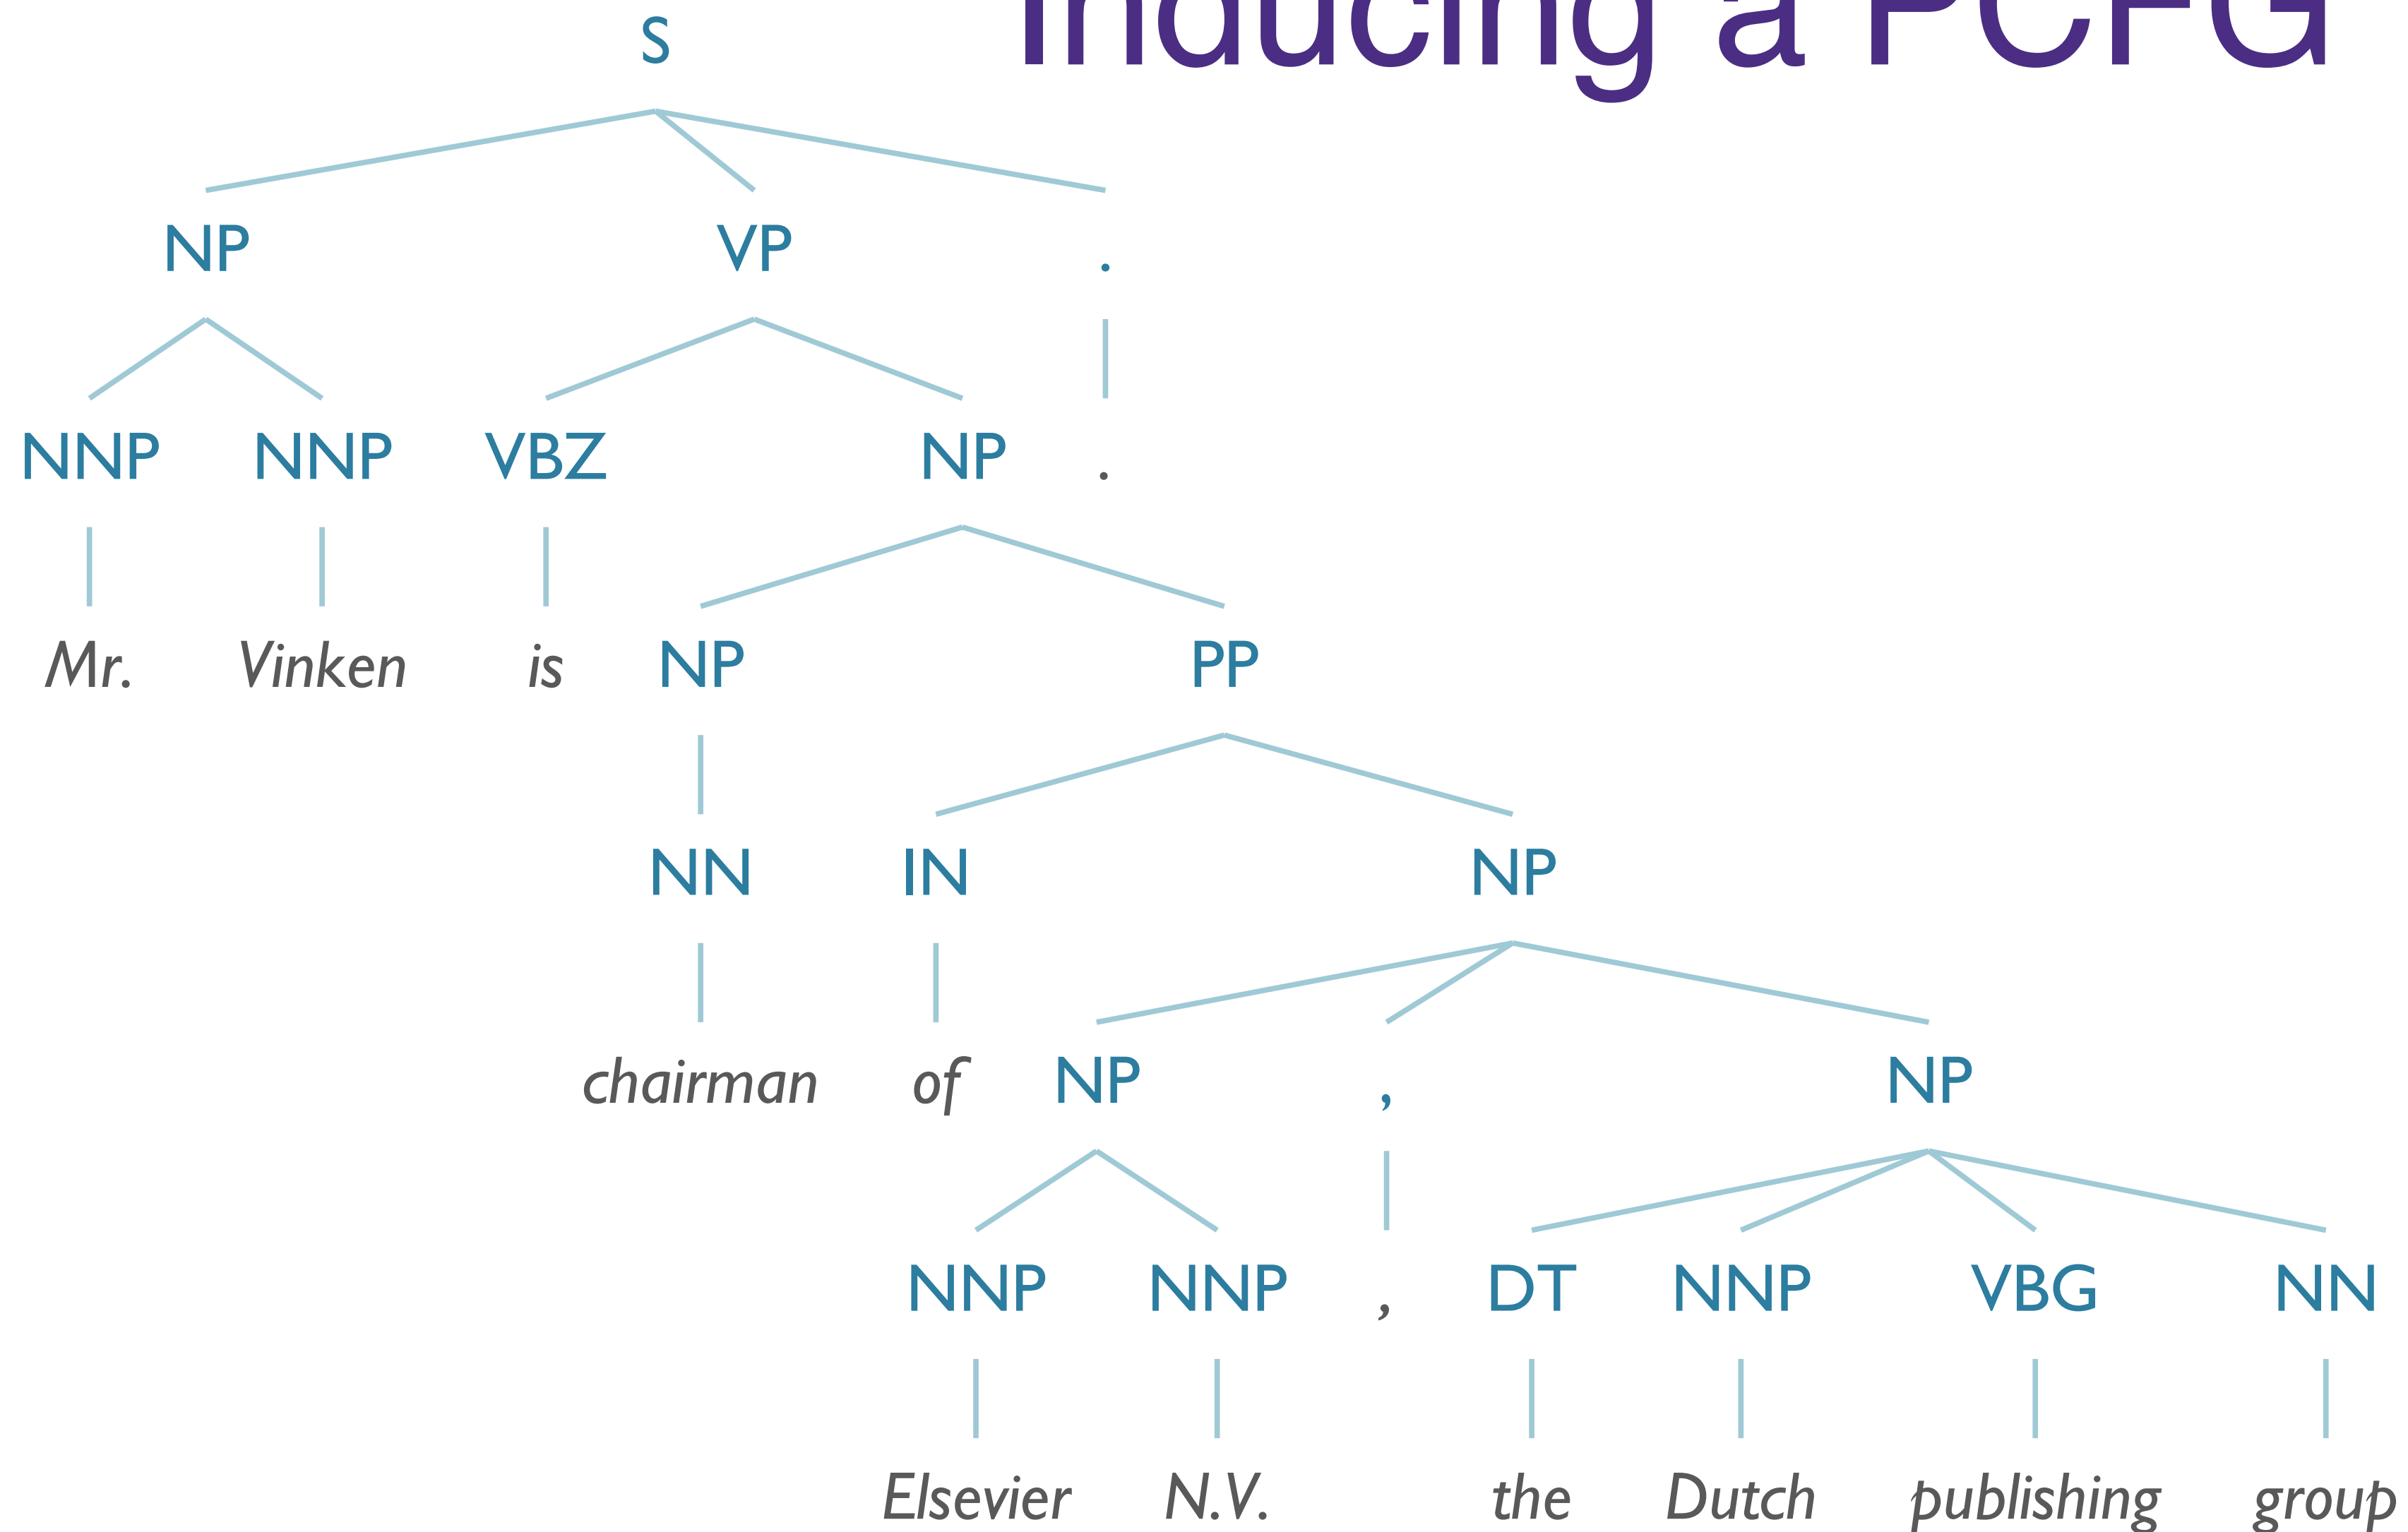 Inducing a PCFG
S
NP VP .
NNP NNP VBZ NP .
Mr. Vinken is NP PP
NN IN NP
chairman of NP , NP
NNP NNP , DT NNP VBG NN
Elsevier N.V. the Dutch publishing group